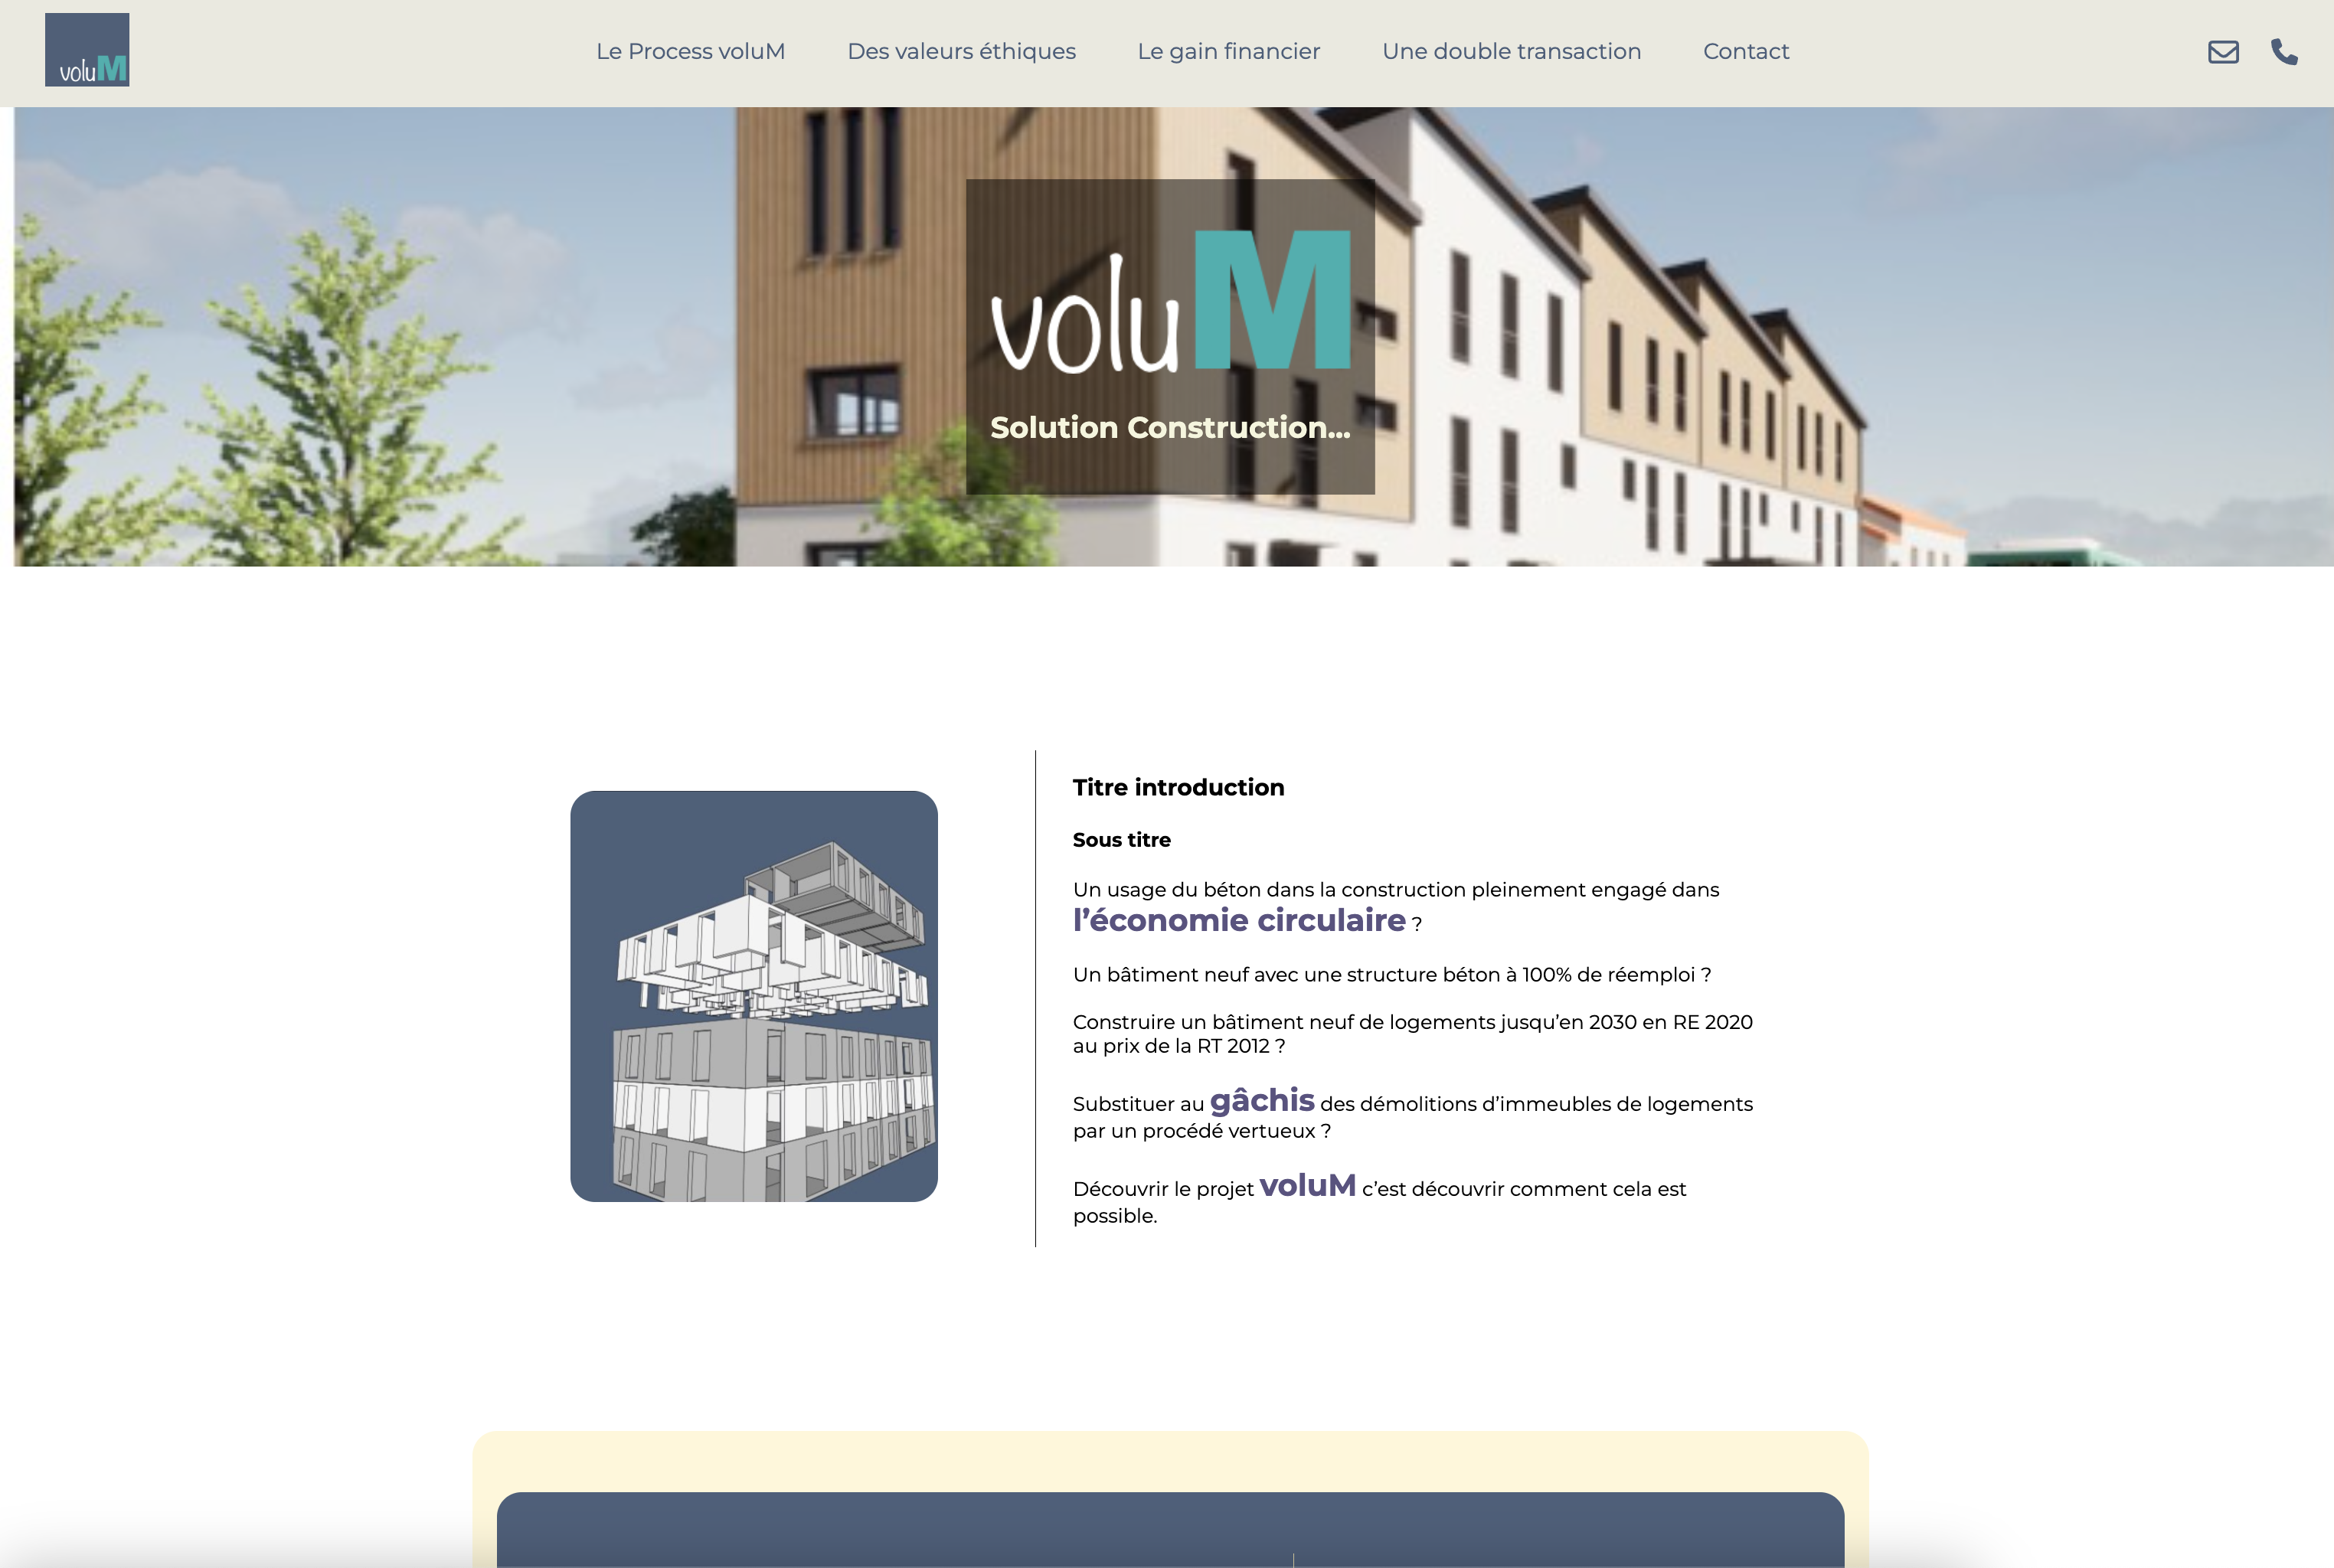 voluM
Le Process voluM
Des valeurs éthiques
Le gain financier
Une double transaction
Contact
voluM
Solution Construction...
Titre introduction
Sous titre
Un usage du béton dans la construction pleinement engagé dans
l’économie circulaire ?
Un bâtiment neuf avec une structure béton à 100% de réemploi ?
Construire un bâtiment neuf de logements jusqu’en 2030 en RE 2020
au prix de la RT 2012 ?
Substituer au gâchis des démolitions d’immeubles de logements
par un procédé vertueux ?
Découvrir le projet voluM c’est découvrir comment cela est
possible.